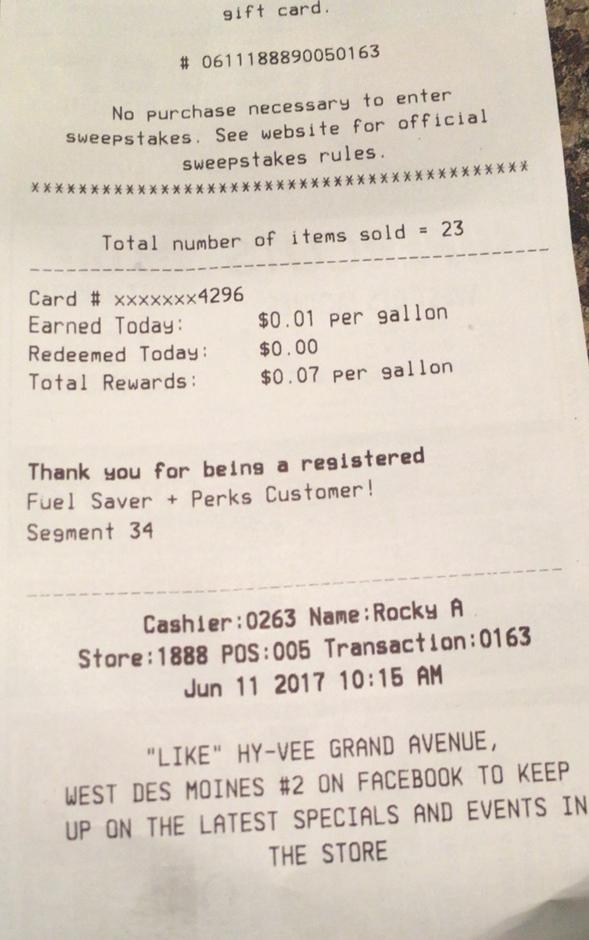 gift card.
# 0611188890050163
No purchase necessary to enter
sweepstakes. See website for official
sweepstakes rules.
******************************************
Total number of items sold = 23
------------------------------------------
Card # xxxxxxx4296
Earned Today: $0.01 per gallon
Redeemed Today: $0.00
Total Rewards: $0.07 per gallon
Thank you for being a registered
Fuel Saver + Perks Customer!
Segment 34
------------------------------------------
Cashier:0263 Name:Rocky A
Store:1888 POS:005 Transaction:0163
Jun 11 2017 10:15 AM
"LIKE" HY-VEE GRAND AVENUE,
WEST DES MOINES #2 ON FACEBOOK TO KEEP
UP ON THE LATEST SPECIALS AND EVENTS IN
THE STORE